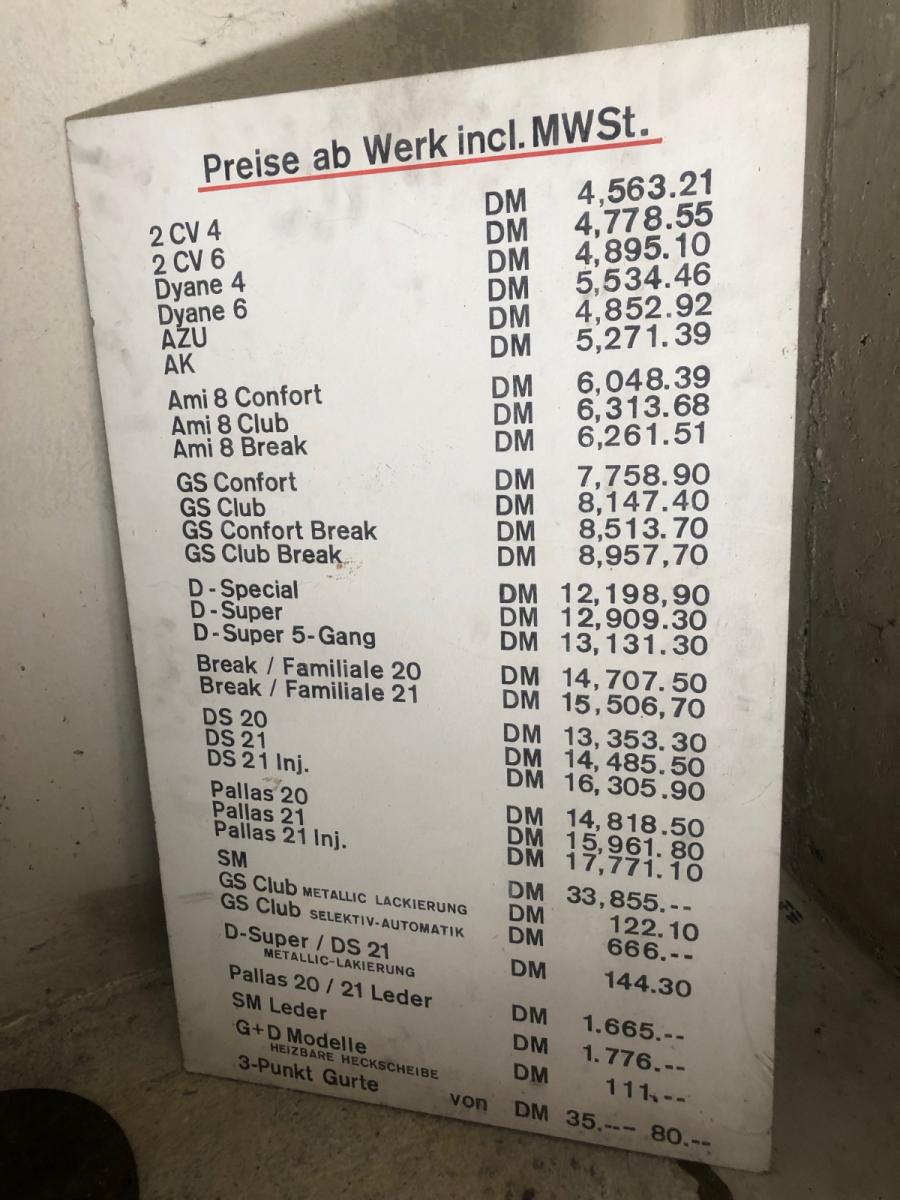 Preise ab Werk incl. MWSt.
2 CV 4 DM 4,563.21
2 CV 6 DM 4,778.55
Dyane 4 DM 4,895.10
Dyane 6 DM 5,534.46
AZU DM 4,852.92
AK DM 5,271.39
Ami 8 Confort DM 6,048.39
Ami 8 Club DM 6,313.68
Ami 8 Break DM 6,261.51
GS Confort DM 7,758.90
GS Club DM 8,147.40
GS Confort Break DM 8,513.70
GS Club Break DM 8,957,70
D-Special DM 12,198,90
D-Super DM 12,909.30
D-Super 5-Gang DM 13,131.30
Break / Familiale 20 DM 14,707.50
Break / Familiale 21 DM 15,506,70
DS 20 DM 13,353.30
DS 21 DM 14,485.50
DS 21 Inj. DM 16,305.90
Pallas 20 DM 14,818.50
Pallas 21 DM 15,961.80
Pallas 21 Inj. DM 17,771.10
SM DM 33,855.--
GS Club METALLIC LACKIERUNG DM 122.10
GS Club SELEKTIV-AUTOMATIK DM 666.--
D-Super / DS 21 DM 144.30
METALLIC-LAKIERUNG
Pallas 20 / 21 Leder DM 1.665.--
SM Leder DM 1.776.--
G+D Modelle DM 111.--
HEIZBARE HECKSCHEIBE
3-Punkt Gurte von DM 35.-- 80.--